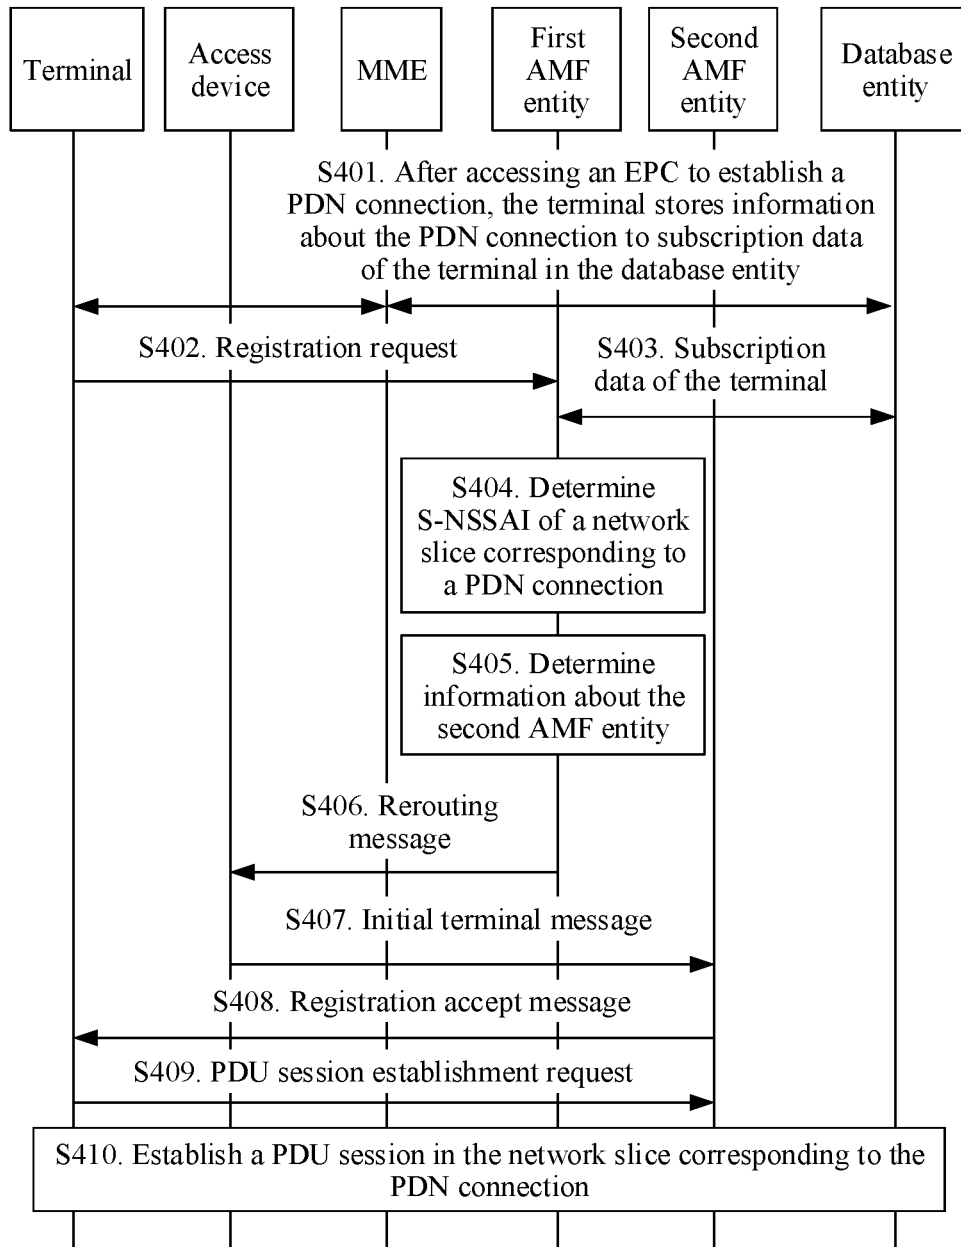 Terminal
Access
device
MME
First
AMF
entity
Second
AMF
entity
Database
entity
S401. After accessing an EPC to establish a
PDN connection, the terminal stores information
about the PDN connection to subscription data
of the terminal in the database entity
S402. Registration request
S403. Subscription
data of the terminal
S404. Determine
S-NSSAI of a network
slice corresponding to
a PDN connection
S405. Determine
information about the
second AMF entity
S406. Rerouting
message
S407. Initial terminal message
S408. Registration accept message
S409. PDU session establishment request
S410. Establish a PDU session in the network slice corresponding to the
PDN connection